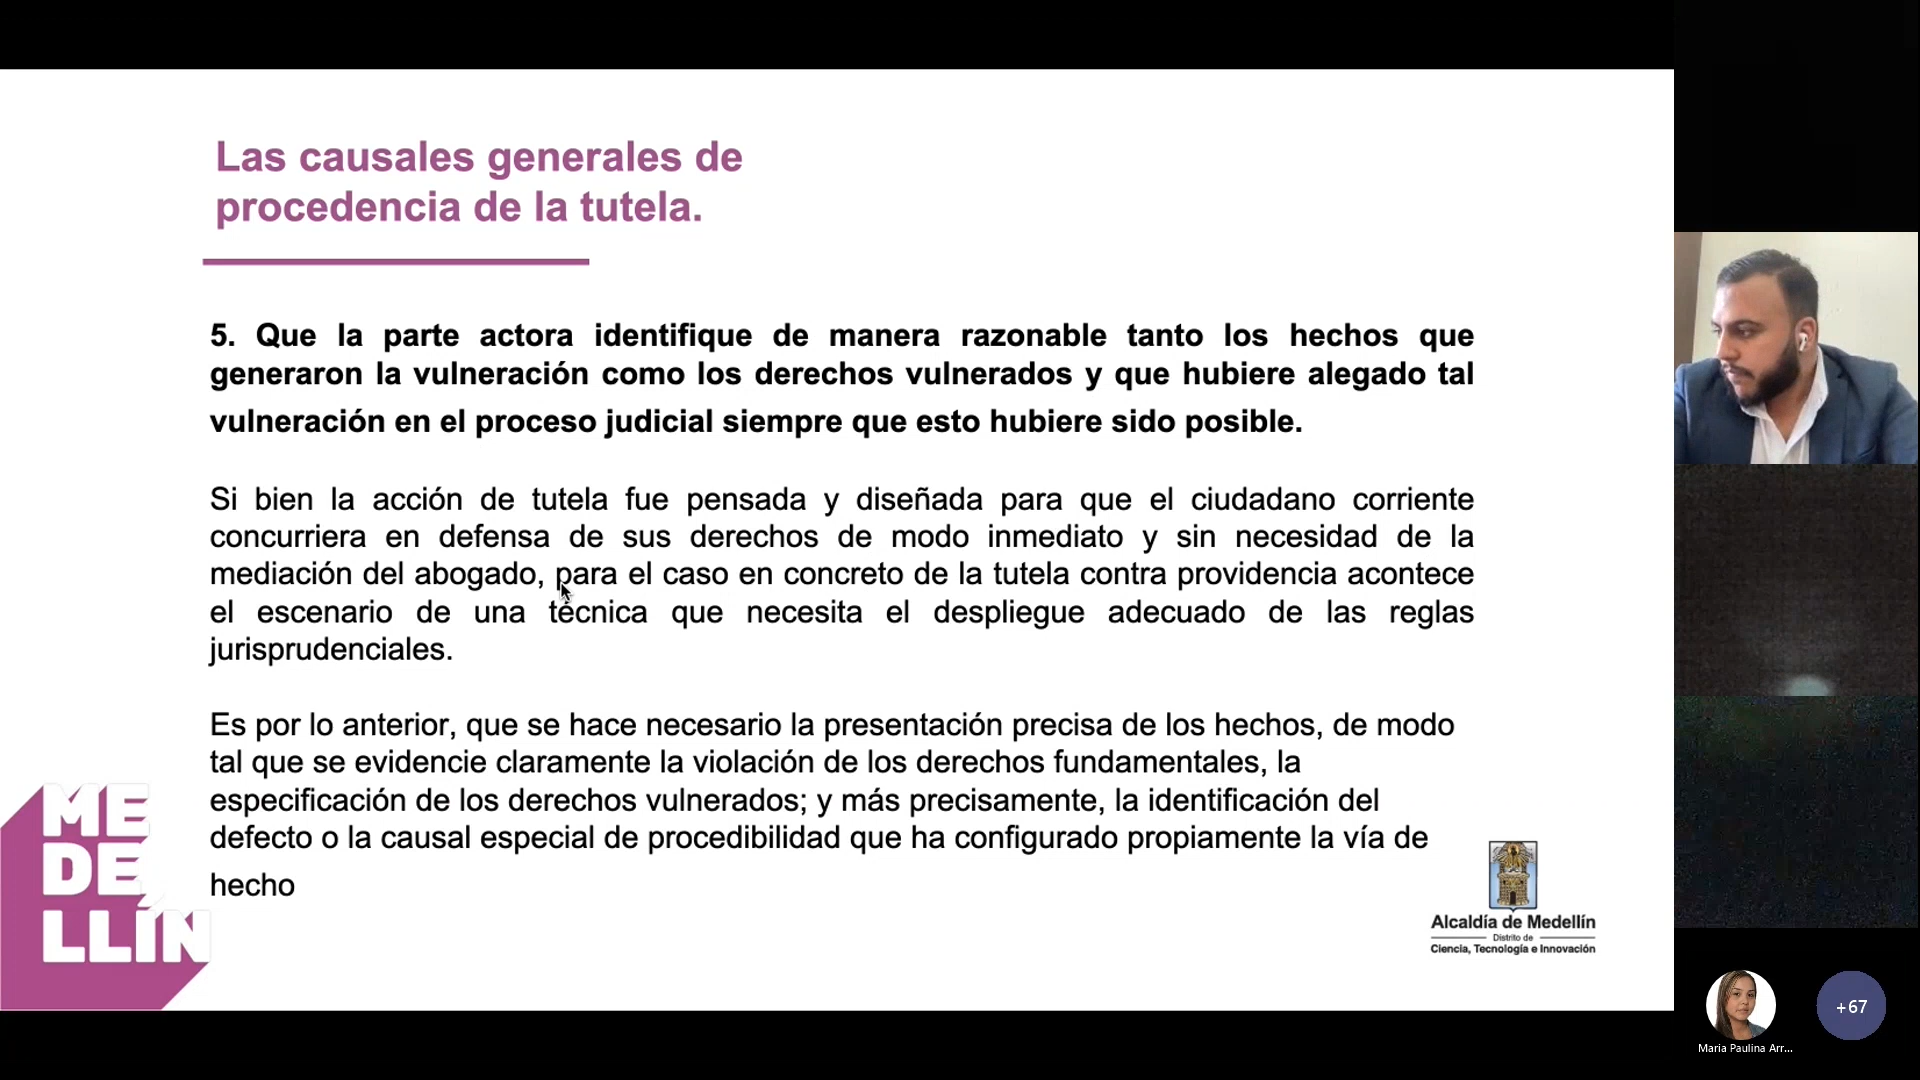 Las causales generales de
procedencia de la tutela.
5. Que la parte actora identifique de manera razonable tanto los hechos que
generaron la vulneración como los derechos vulnerados y que hubiere alegado tal
vulneración en el proceso judicial siempre que esto hubiere sido posible.
Si bien la acción de tutela fue pensada y diseñada para que el ciudadano corriente
concurriera en defensa de sus derechos de modo inmediato y sin necesidad de la
mediación del abogado, para el caso en concreto de la tutela contra providencia acontece
el escenario de una técnica que necesita el despliegue adecuado de las reglas
jurisprudenciales.
Es por lo anterior, que se hace necesario la presentación precisa de los hechos, de modo
tal que se evidencie claramente la violación de los derechos fundamentales, la
especificación de los derechos vulnerados; y más precisamente, la identificación del
defecto o la causal especial de procedibilidad que ha configurado propiamente la vía de
hecho
ME
DE,
LLÍN
Alcaldía de Medellín
Distrito de
Ciencia, Tecnología e Innovación
+67
Maria Paulina Arr...